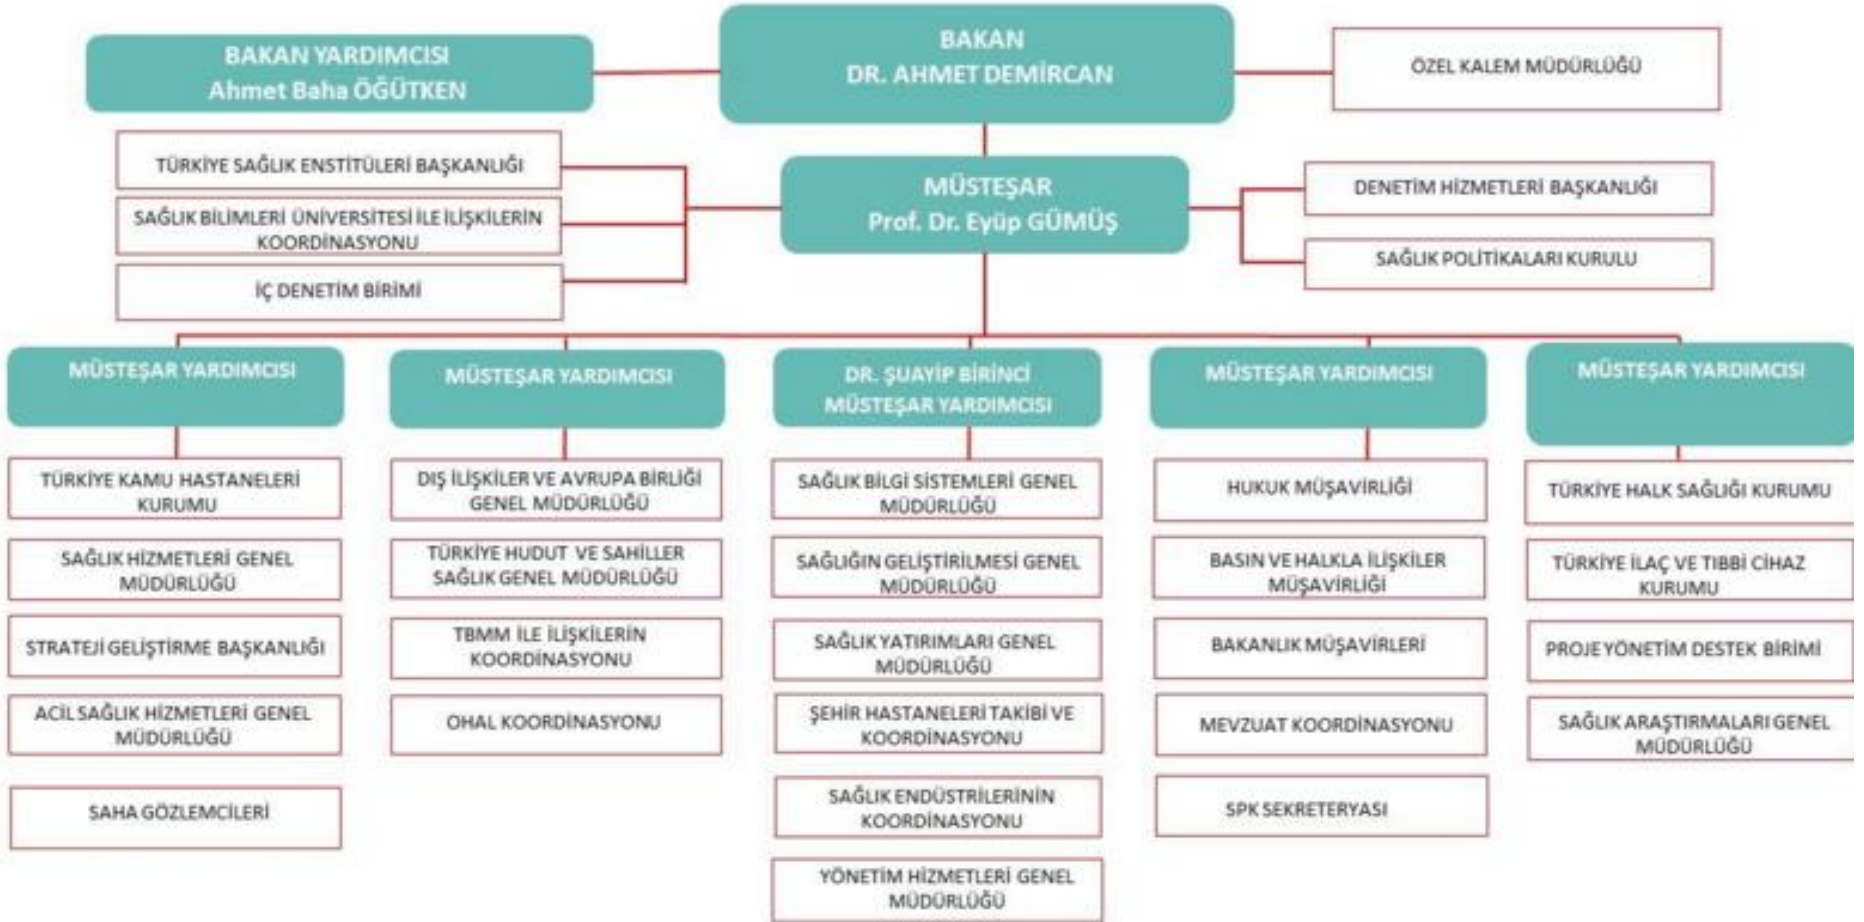 BAKAN YARDIMCISI
Ahmet Baha ÖĞÜTKEN
BAKAN
DR. AHMET DEMİRCAN
ÖZEL KALEM MÜDÜRLÜĞÜ
TÜRKİYE SAĞLIK ENSTİTÜLERİ BAŞKANLIĞI
SAĞLIK BİLİMLERİ ÜNİVERSİTESİ İLE İLİŞKİLERİN
KOORDİNASYONU
İÇ DENETİM BİRİMİ
MÜSTEŞAR
Prof. Dr. Eyüp GÜMÜŞ
DENETİM HİZMETLERİ BAŞKANLIĞI
SAĞLIK POLİTİKALARI KURULU
MÜSTEŞAR YARDIMCISI
TÜRKİYE KAMU HASTANELERİ
KURUMU
SAĞLIK HİZMETLERİ GENEL
MÜDÜRLÜĞÜ
STRATEJİ GELİŞTİRME BAŞKANLIĞI
ACİL SAĞLIK HİZMETLERİ GENEL
MÜDÜRLÜĞÜ
SAHA GÖZLEMCİLERİ
MÜSTEŞAR YARDIMCISI
DIŞ İLİŞKİLER VE AVRUPA BİRLİĞİ
GENEL MÜDÜRLÜĞÜ
TÜRKİYE HUDUT VE SAHİLLER
SAĞLIK GENEL MÜDÜRLÜĞÜ
TBMM İLE İLİŞKİLERİN
KOORDİNASYONU
OHAL KOORDİNASYONU
DR. ŞUAYİP BİRİNCİ
MÜSTEŞAR YARDIMCISI
SAĞLIK BİLGİ SİSTEMLERİ GENEL
MÜDÜRLÜĞÜ
SAĞLIĞIN GELİŞTİRİLMESİ GENEL
MÜDÜRLÜĞÜ
SAĞLIK YATIRIMLARI GENEL
MÜDÜRLÜĞÜ
ŞEHİR HASTANELERİ TAKİBİ VE
KOORDİNASYONU
SAĞLIK ENDÜSTRİLERİNİN
KOORDİNASYONU
YÖNETİM HİZMETLERİ GENEL
MÜDÜRLÜĞÜ
MÜSTEŞAR YARDIMCISI
HUKUK MÜŞAVİRLİĞİ
BASIN VE HALKLA İLİŞKİLER
MÜŞAVİRLİĞİ
BAKANLIK MÜŞAVİRLERİ
MEVZUAT KOORDİNASYONU
SPK SEKRETERYASI
MÜSTEŞAR YARDIMCISI
TÜRKİYE HALK SAĞLIĞI KURUMU
TÜRKİYE İLAÇ VE TIBBİ CİHAZ
KURUMU
PROJE YÖNETİM DESTEK BİRİMİ
SAĞLIK ARAŞTIRMALARI GENEL
MÜDÜRLÜĞÜ